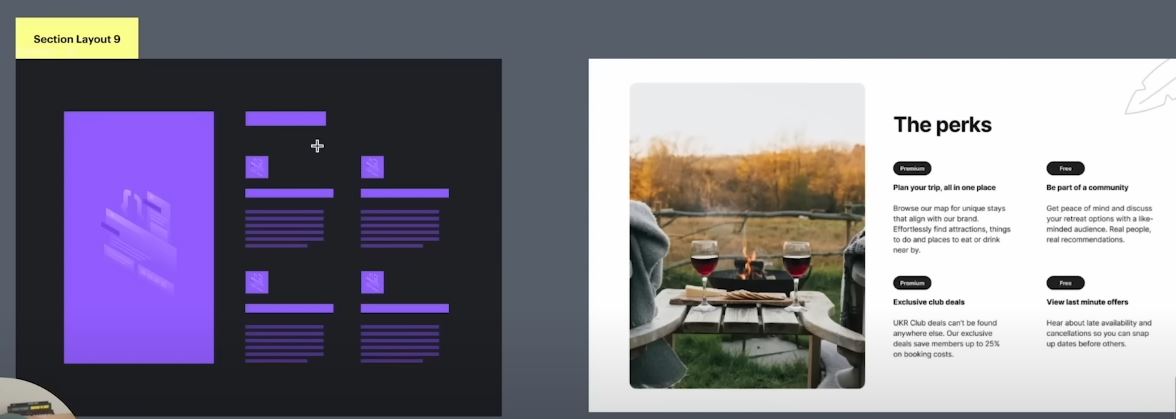 Section Layout 9
The perks
Premium
Plan your trip, all in one place
Browse our map for unique stays
that align with our brand.
Effortlessly find attractions, things
to do and places to eat or drink
near by.
Free
Be part of a community
Get peace of mind and discuss
your retreat options with a like-
minded audience. Real people,
real recommendations.
Premium
Exclusive club deals
UKR Club deals can't be found
anywhere else. Our exclusive
deals save members up to 25%
on booking costs.
Free
View last minute offers
Hear about late availability and
cancellations so you can snap
up dates before others.